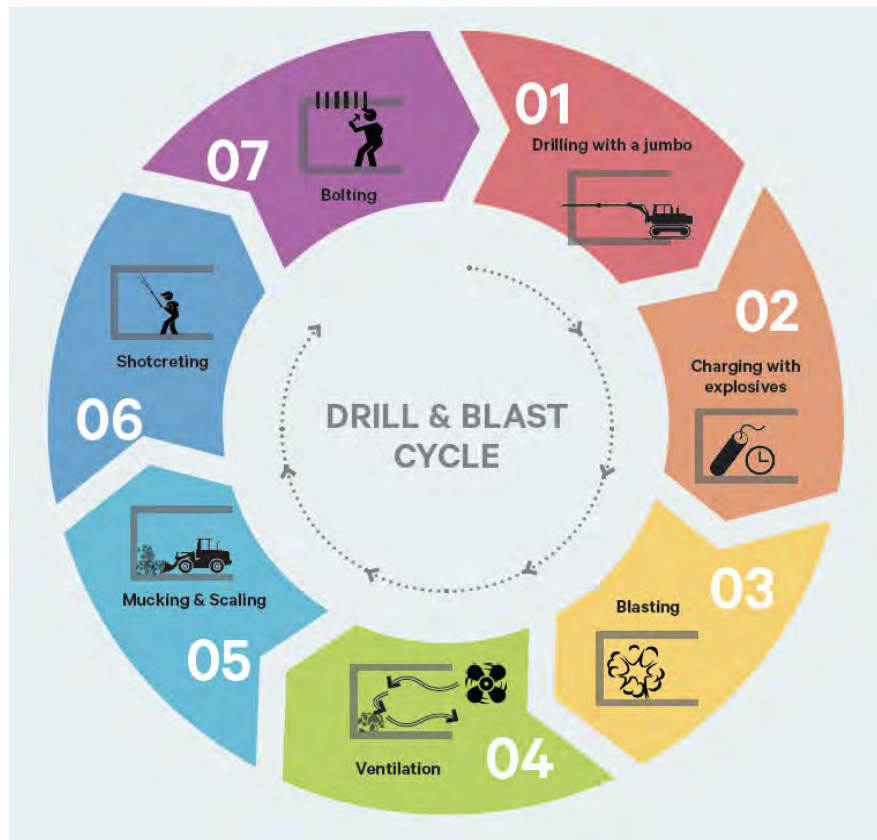 01
Drilling with a jumbo
02
Charging with
explosives
03
Blasting
04
Ventilation
05
Mucking & Scaling
06
Shotcreting
07
Bolting
DRILL & BLAST
CYCLE